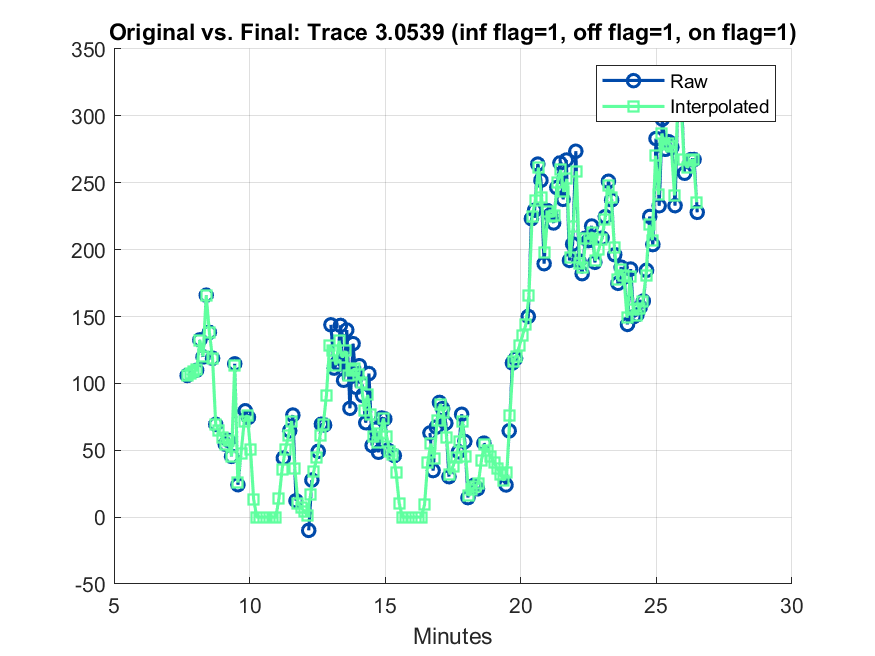 Original vs. Final: Trace 3.0539 (inf flag=1, off flag=1, on flag=1)
350
300
250
200
150
100
50
0
-50
Raw
Interpolated
5 10 15 20 25 30
Minutes